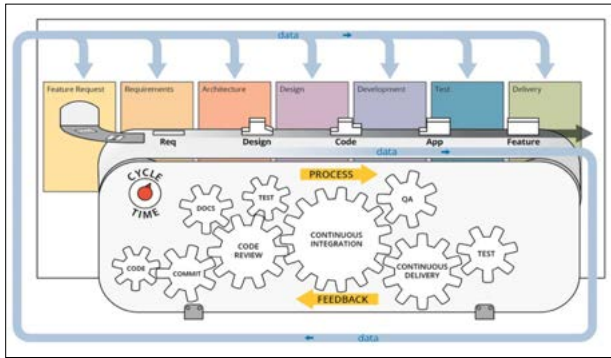 data
Feature Request
Requirements
Architecture
Design
Development
Test
Delivery
Req
Design
Code
App
Feature
data
CYCLE
TIME
PROCESS
DOCS
TEST
QA
CODE
REVIEW
CONTINUOUS
INTEGRATION
CODE
COMMIT
CONTINUOUS
DELIVERY
TEST
FEEDBACK
data